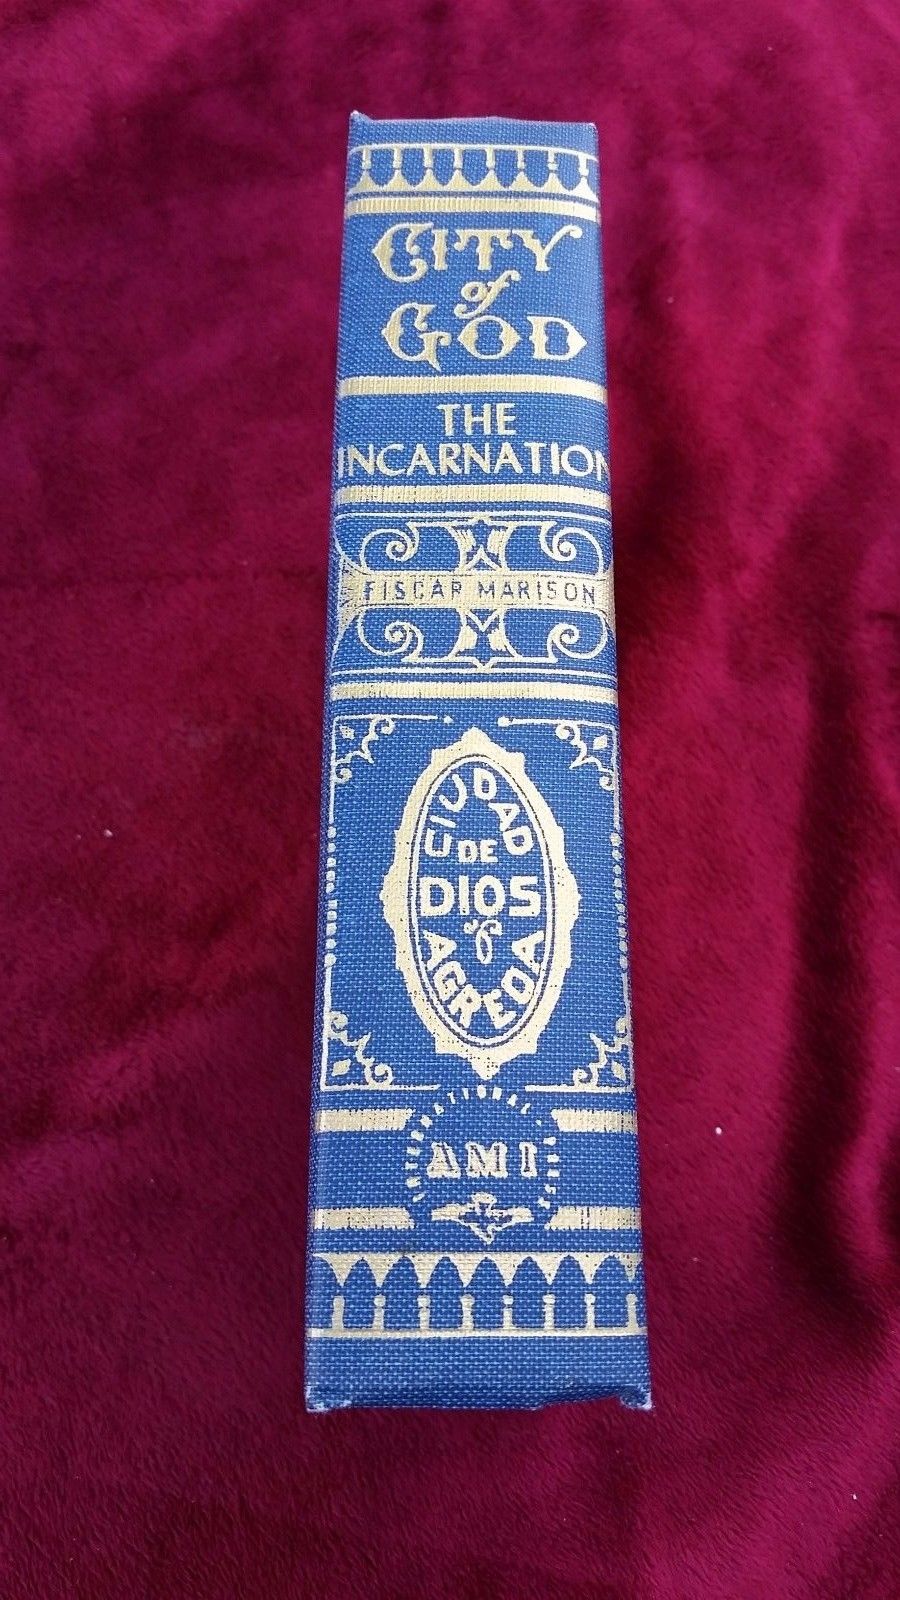 CITY
of
GOD
THE
INCARNATION
FISCAR MARISON
CIUDAD
DE
DIOS
AGREDA
AMI